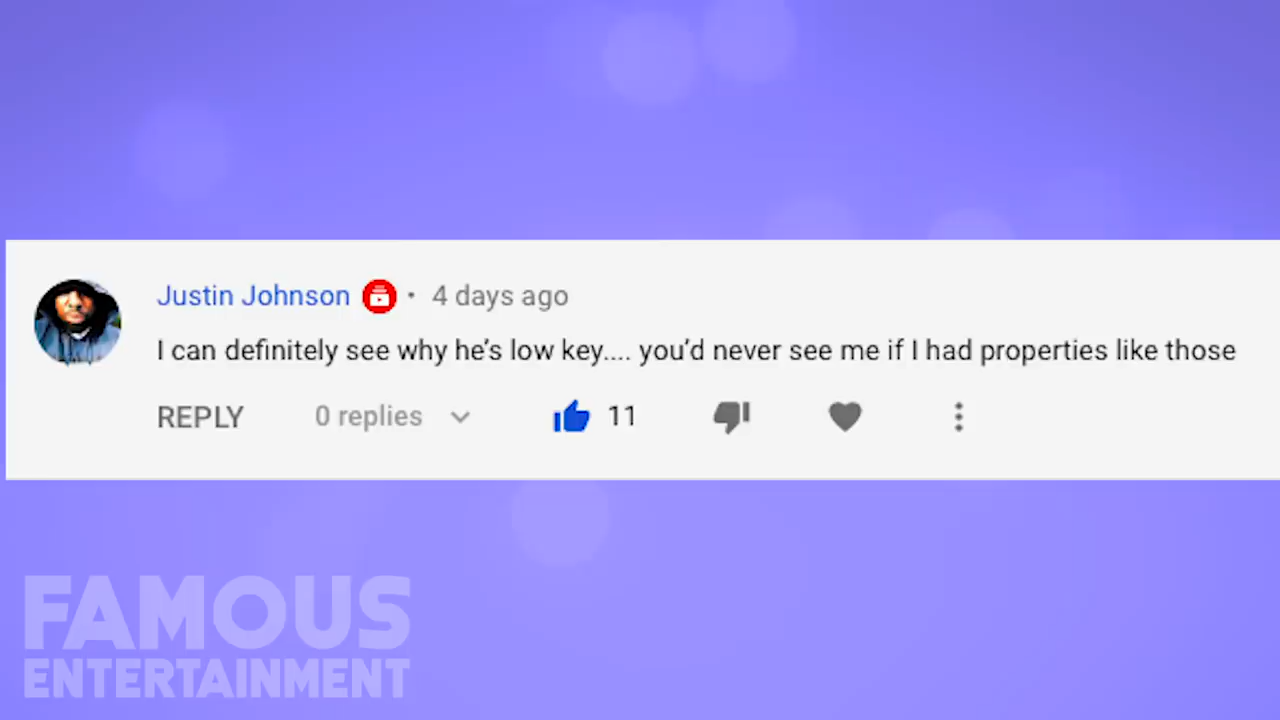 Justin Johnson · 4 days ago
I can definitely see why he's low key.... you'd never see me if I had properties like those
REPLY 0 replies 11
FAMOUS
ENTERTAINMENT